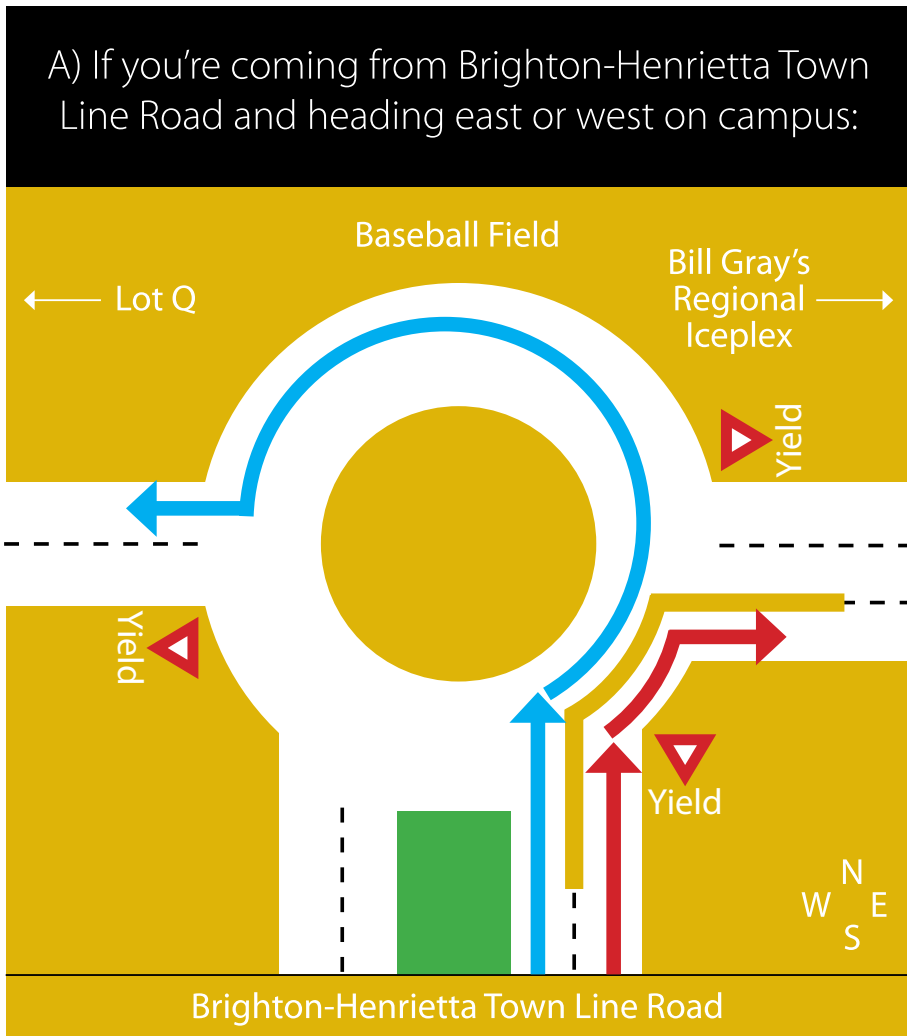 A) If you’re coming from Brighton-Henrietta Town
Line Road and heading east or west on campus:
Baseball Field
Lot Q
Bill Gray’s
Regional
Iceplex
Yield
Yield
Yield
N
W E
S
Brighton-Henrietta Town Line Road